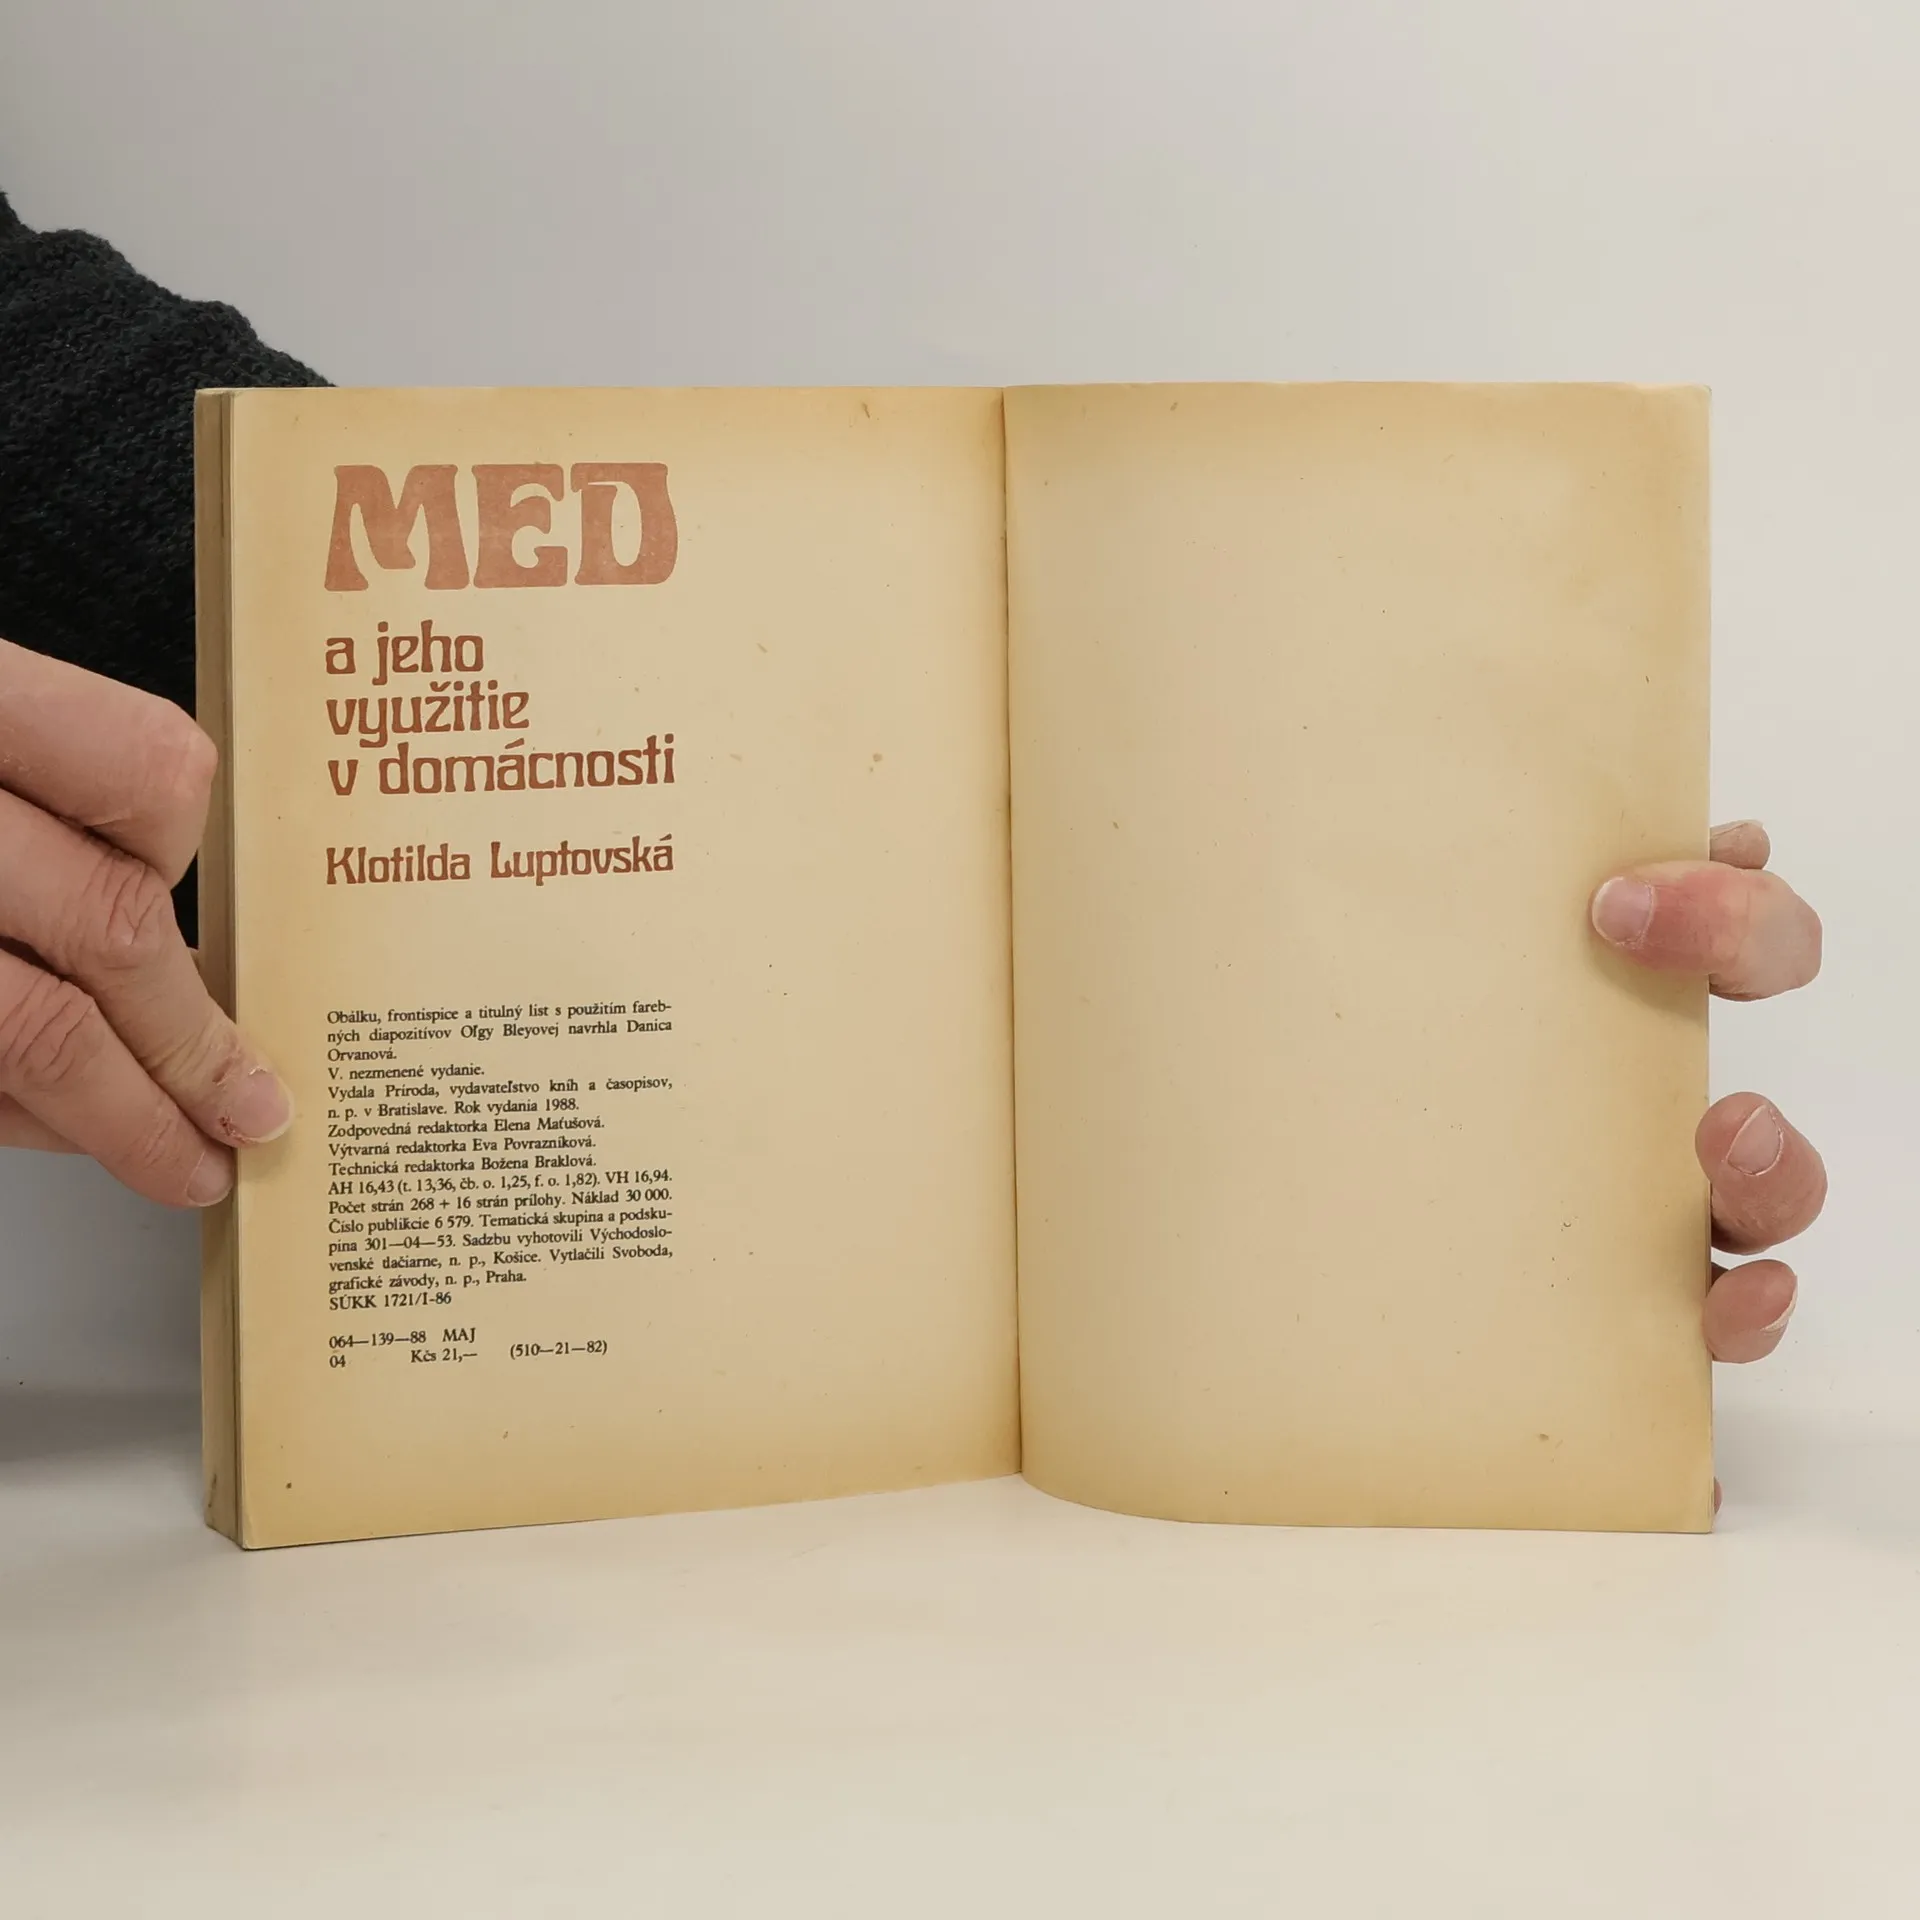 MED
a jeho
využitie
v domácnosti
Klotilda Luptovská
Obálku, frontispice a titulný list s použitím fareb-
ných diapozitívov Oľgy Bleyovej navrhla Danica
Orvanová.
V. nezmenené vydanie.
Vydala Príroda, vydavateľstvo kníh a časopisov,
n. p. v Bratislave. Rok vydania 1988.
Zodpovedná redaktorka Elena Maťušová.
Výtvarná redaktorka Eva Povrazníková.
Technická redaktorka Božena Braklová.
AH 16,43 (t. 13,36, čb. o. 1,25, f. o. 1,82). VH 16,94.
Počet strán 268 + 16 strán prílohy. Náklad 30 000.
Číslo publikcie 6 579. Tematická skupina a podsku-
pina 301—04—53. Sadzbu vyhotovili Východoslo-
venské tlačiarne, n. p., Košice. Vytlačili Svoboda,
grafické závody, n. p., Praha.
SÚKK 1721/I-86
064—139—88 MAJ
04 Kčs 21,— (510—21—82)